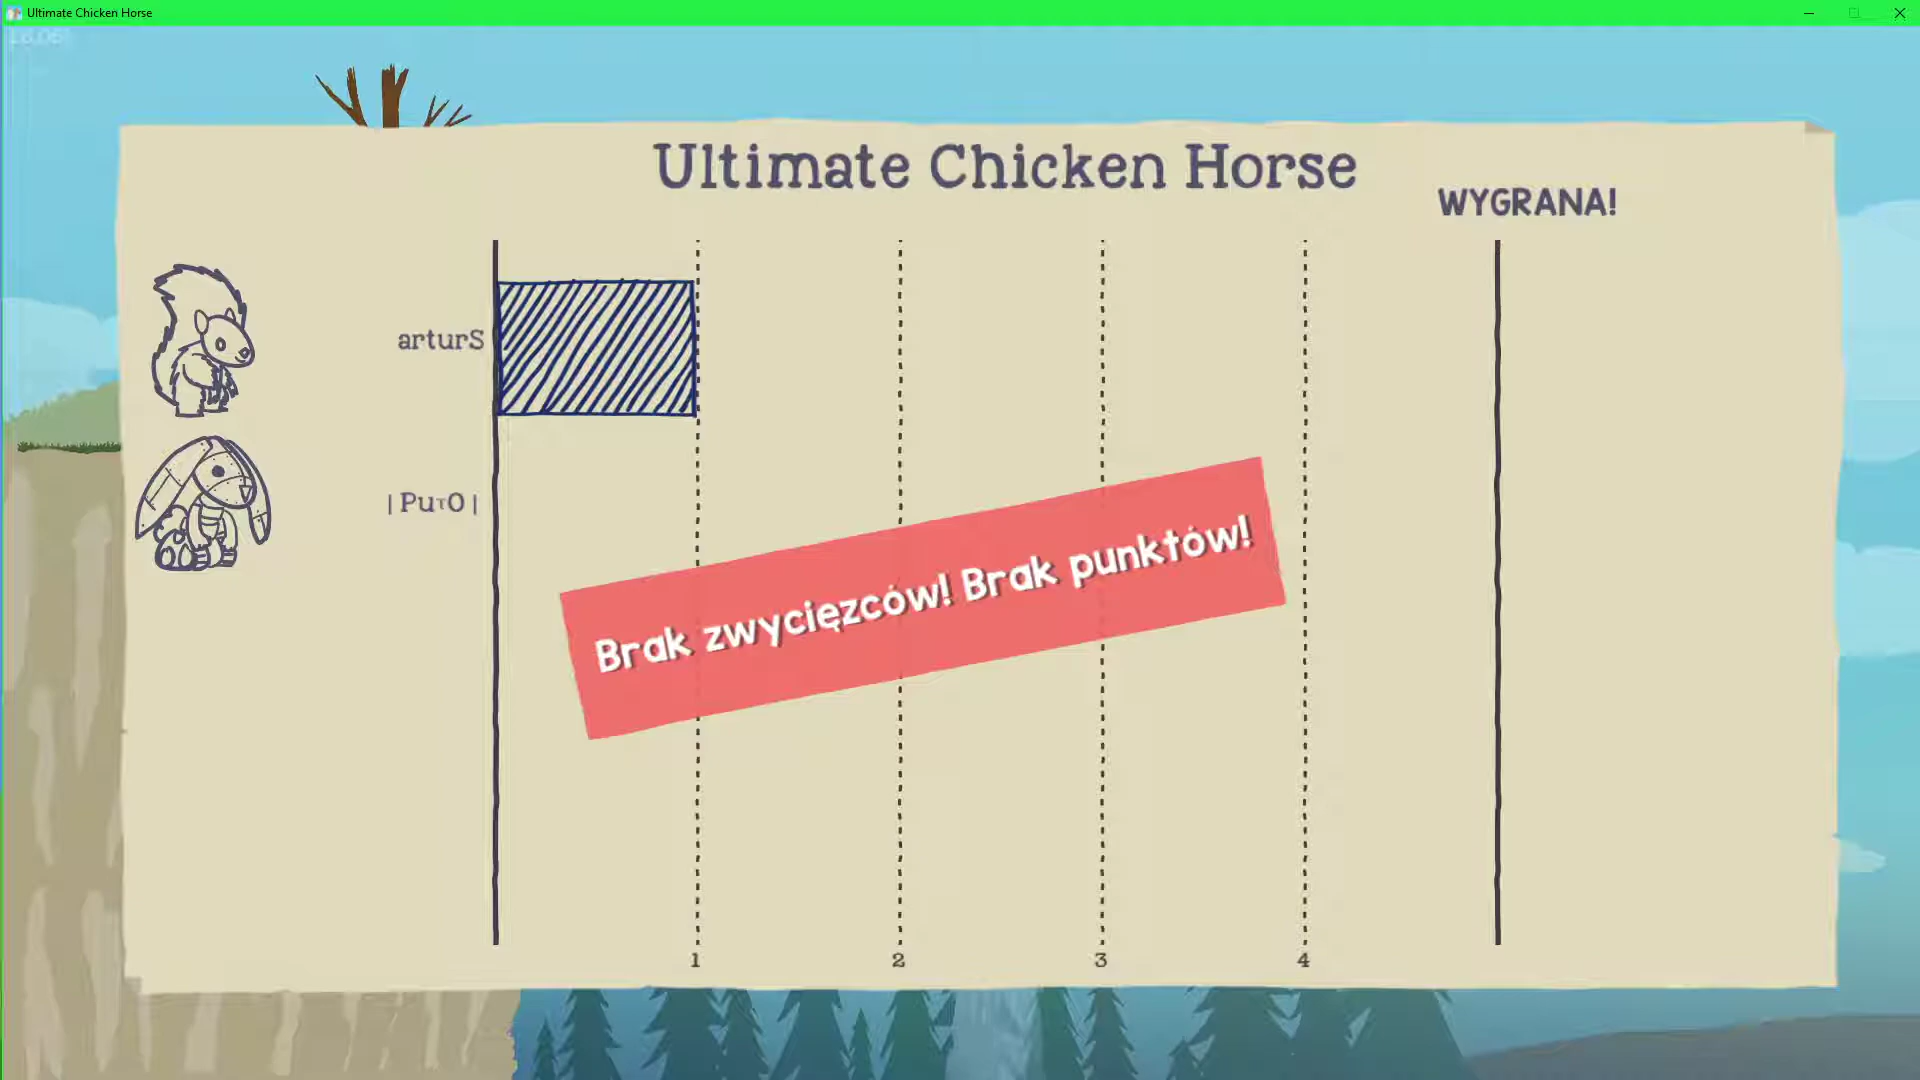 Ultimate Chicken Horse
Ultimate Chicken Horse
WYGRANA!
arturS
| PuтO |
Brak zwycięzców! Brak punktów!
1 2 3 4